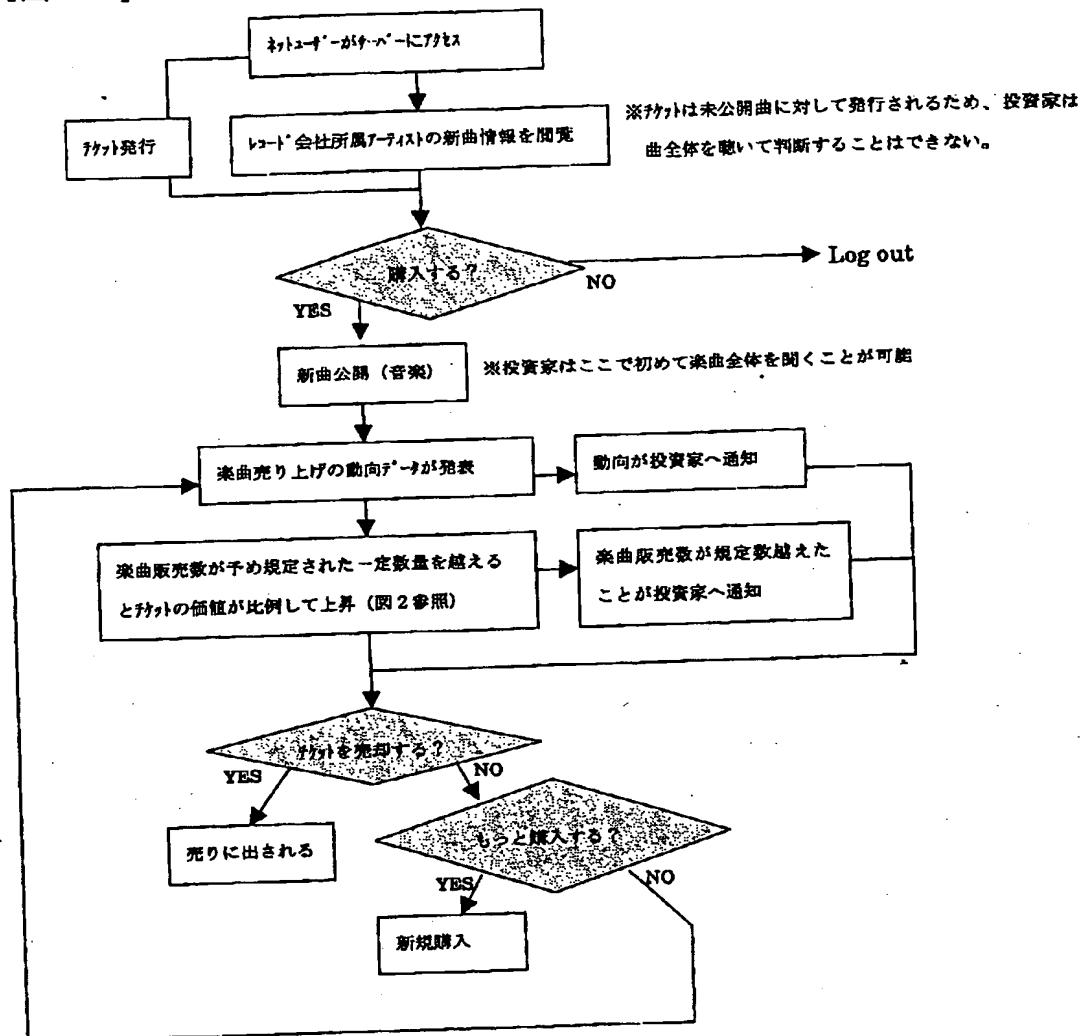 ネットユーザーがサーバーにアクセス
チケット発行
レコード会社所属アーティストの新曲情報を閲覧
※チケットは未公開曲に対して発行されるため、投資家は
曲全体を聴いて判断することはできない。
購入する?
Log out
NO
YES
新曲公開(音楽)
※投資家はここで初めて楽曲全体を聞くことが可能
楽曲売り上げの動向データが発表
動向が投資家へ通知
楽曲販売数が予め規定された一定数量を越える
とチケットの価値が比例して上昇(図2参照)
楽曲販売数が規定数越えた
ことが投資家へ通知
チケットを売却する?
YES
NO
売りに出される
もっと購入する?
YES
NO
新規購入